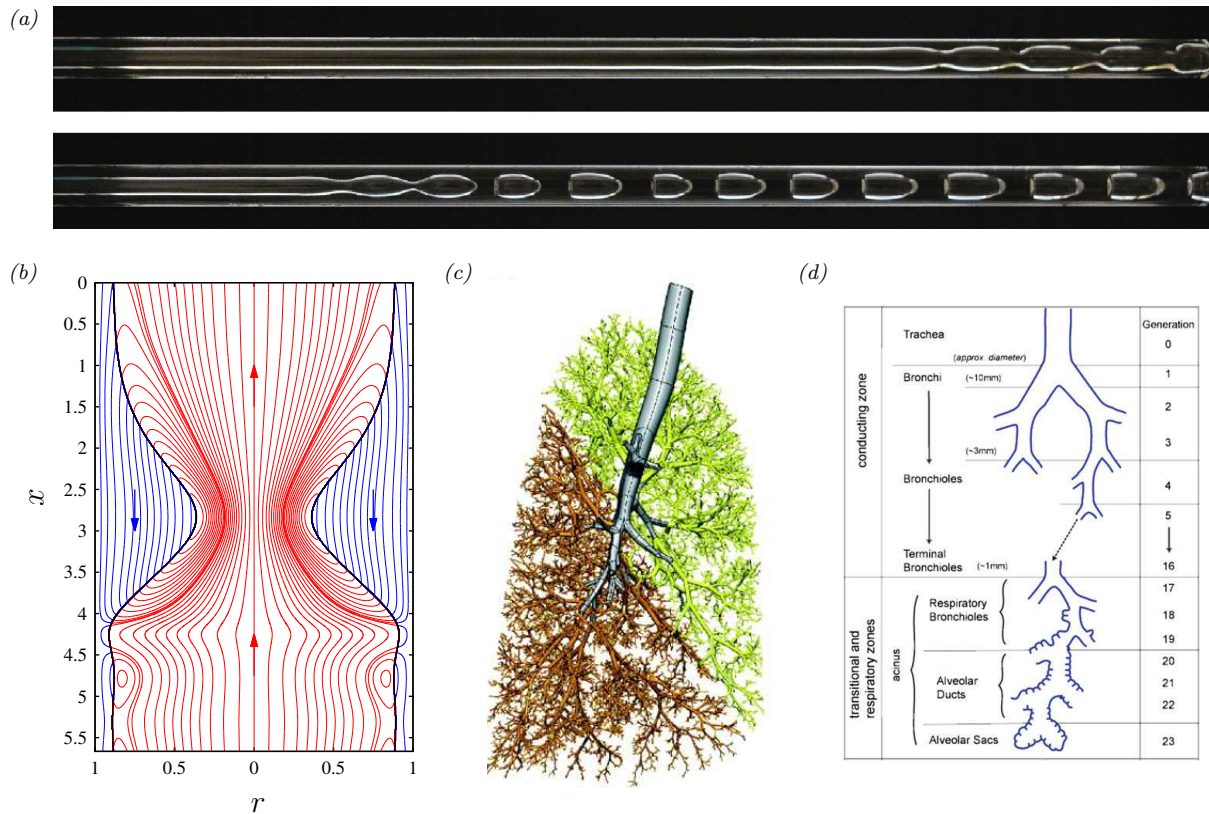 (a)
(b)
0
0.5
1
1.5
2
2.5
3
3.5
4
4.5
5
5.5
x
1 0.5 0 0.5 1
r
(c)
(d)
Generation
Trachea 0
(approx diameter)
Bronchi (~10mm) 1
2
3
(~3mm)
Bronchioles 4
5
Terminal
Bronchioles (~1mm) 16
conducting zone
17
Respiratory
Bronchioles 18
19
20
Alveolar
Ducts 21
22
Alveolar Sacs 23
acinus
transitional and
respiratory zones